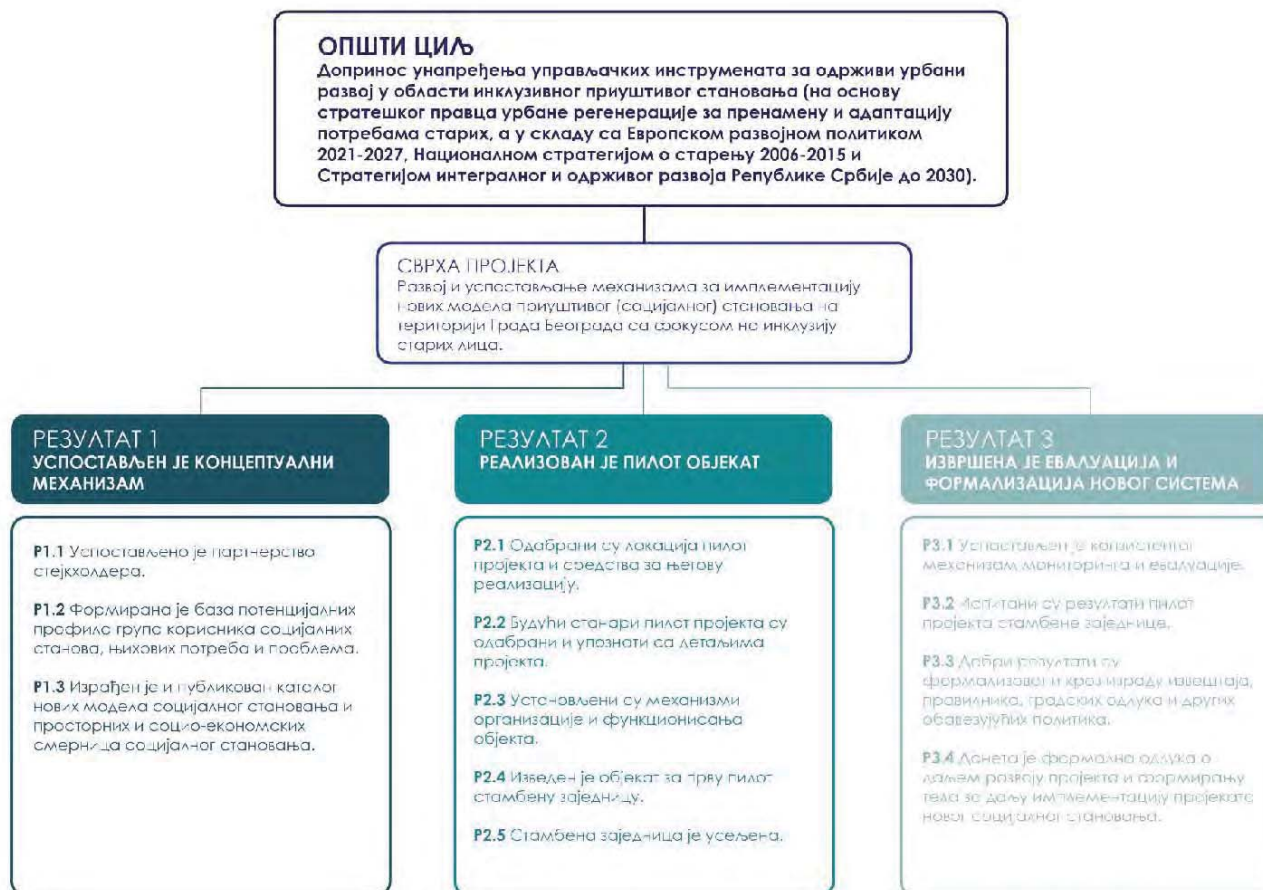 ОПШТИ ЦИЉ
Допринос унапређења управљачких инструмената за одрживи урбани
развој у области инклузивног приуштивог становања (на основу
стратешког правца урбане регенерације за пренамену и адаптацију
потребама старих, а у складу са Европском развојном политиком
2021-2027, Националном стратегијом о старењу 2006-2015 и
Стратегијом интегралног и одрживог развоја Републике Србије до 2030).
СВРХА ПРОЈЕКТА
Развој и успостављање механизама за имплементацију
нових модела приуштивог (социјалног) становања на
територији Града Београда са фокусом на инклузију
старих лица.
РЕЗУЛТАТ 1
УСПОСТАВЉЕН ЈЕ КОНЦЕПТУАЛНИ
МЕХАНИЗАМ
Р1.1 Успостављено је партнерство
стејкхолдера.
Р1.2 Формирана је база потенцијалних
профила група корисника социјалних
станова, њихових потреба и проблема.
Р1.3 Израђен је и публикован каталог
нових модела социјалног становања и
просторних и социо-економских
смерница социјалног становања.
РЕЗУЛТАТ 2
РЕАЛИЗОВАН ЈЕ ПИЛОТ ОБЈЕКАТ
Р2.1 Одабрани су локација пилот
пројекта и средства за његову
реализацију.
Р2.2 Будући станари пилот пројекта су
одабрани и упознати са детаљима
пројекта.
Р2.3 Установљени су механизми
организације и функционисања
објекта.
Р2.4 Изведен је објекат за прву пилот
стамбену заједницу.
Р2.5 Стамбена заједница је усељена.
РЕЗУЛТАТ 3
ИЗВРШЕНА ЈЕ ЕВАЛУАЦИЈА И
ФОРМАЛИЗАЦИЈА НОВОГ СИСТЕМА
Р3.1 Успостављен је конзистентан
механизам мониторинга и евалуације.
Р3.2 Испитани су резултати пилот
пројекта стамбене заједнице.
Р3.3 Добри резултати су
формализовани кроз израду извештаја,
правилника, градских одлука и других
обавезујућих политика.
Р3.4 Донета је формална одлука о
даљем развоју пројекта и формирању
тела за даљу имплементацију пројеката
новог социјалног становања.